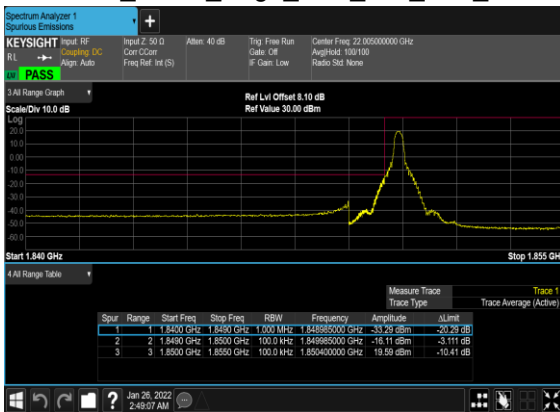 Spectrum Analyzer 1
Spurious Emissions
KEYSIGHT Input: RF Input Z: 50 Ω Atten: 40 dB Trig: Free Run Center Freq: 22.005000000 GHz
R L Coupling: DC Corr CCorr Gate: Off Avg|Hold: 100/100
Align: Auto Freq Ref: Int (S) IF Gain: Low Radio Std: None
PASS
3 All Range Graph
Ref Lvl Offset 8.10 dB
Scale/Div 10.0 dB Ref Value 30.00 dBm
Log
20.0
10.0
0.00
-10.0
-20.0
-30.0
-40.0
-50.0
-60.0
Start 1.840 GHz Stop 1.855 GH
4 All Range Table
Measure Trace Trace 1
Trace Type Trace Average (Active)
Spur Range Start Freq Stop Freq RBW Frequency Amplitude ΔLimit
1 1 1.8400 GHz 1.8490 GHz 1.000 MHz 1.848985000 GHz -33.29 dBm -20.29 dB
2 2 1.8490 GHz 1.8500 GHz 100.0 kHz 1.849985000 GHz -16.11 dBm -3.111 dB
3 3 1.8500 GHz 1.8550 GHz 100.0 kHz 1.850400000 GHz 19.59 dBm -10.41 dB
Jan 26, 2022
2:49:07 AM